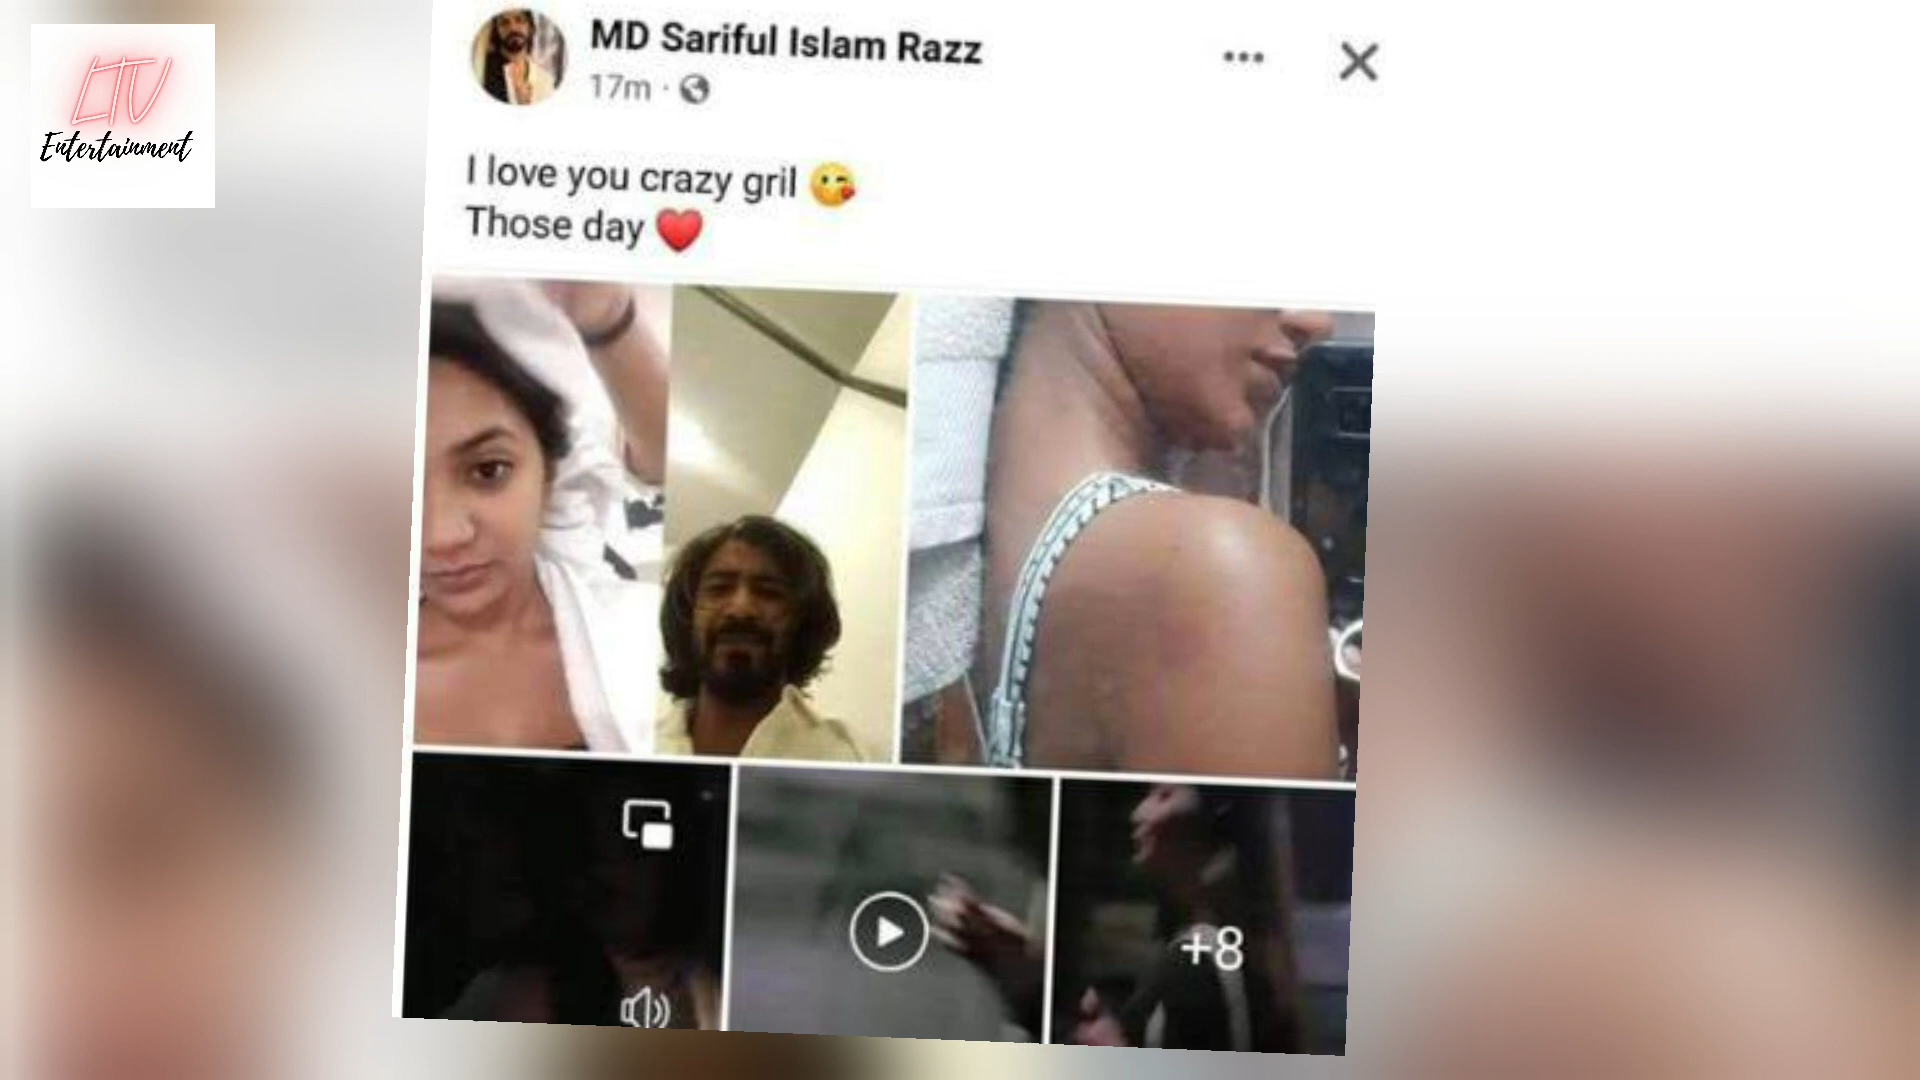 LTV
Entertainment
MD Sariful Islam Razz
17m ·
I love you crazy gril 😘
Those day ❤️
+8